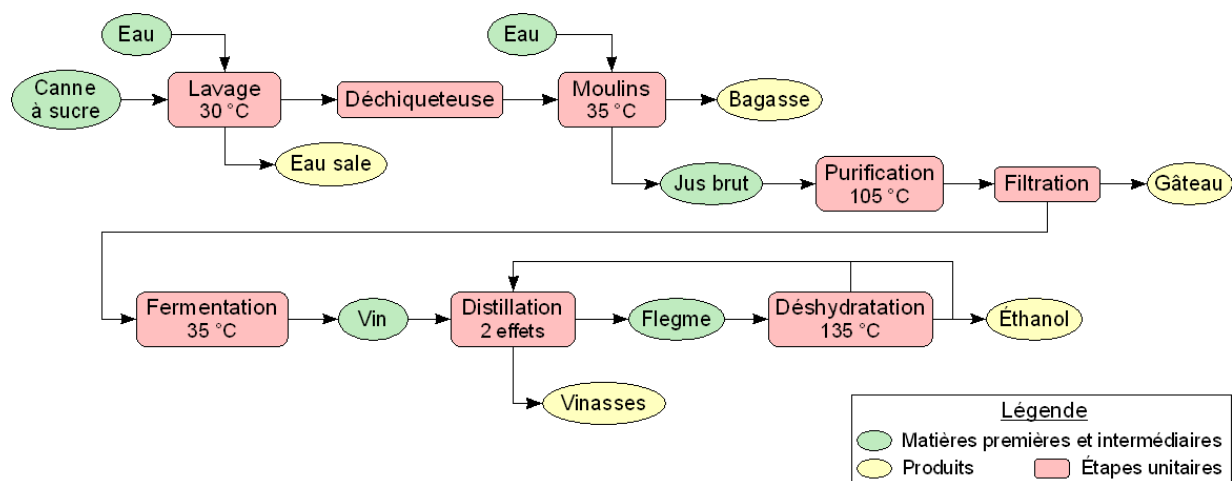 Eau
Eau
Canne
à sucre
Lavage
30 °C
Déchiqueteuse
Moulins
35 °C
Bagasse
Eau sale
Jus brut
Purification
105 °C
Filtration
Gâteau
Fermentation
35 °C
Vin
Distillation
2 effets
Flegme
Déshydratation
135 °C
Éthanol
Vinasses
Légende
Matières premières et intermédiaires
Produits
Étapes unitaires